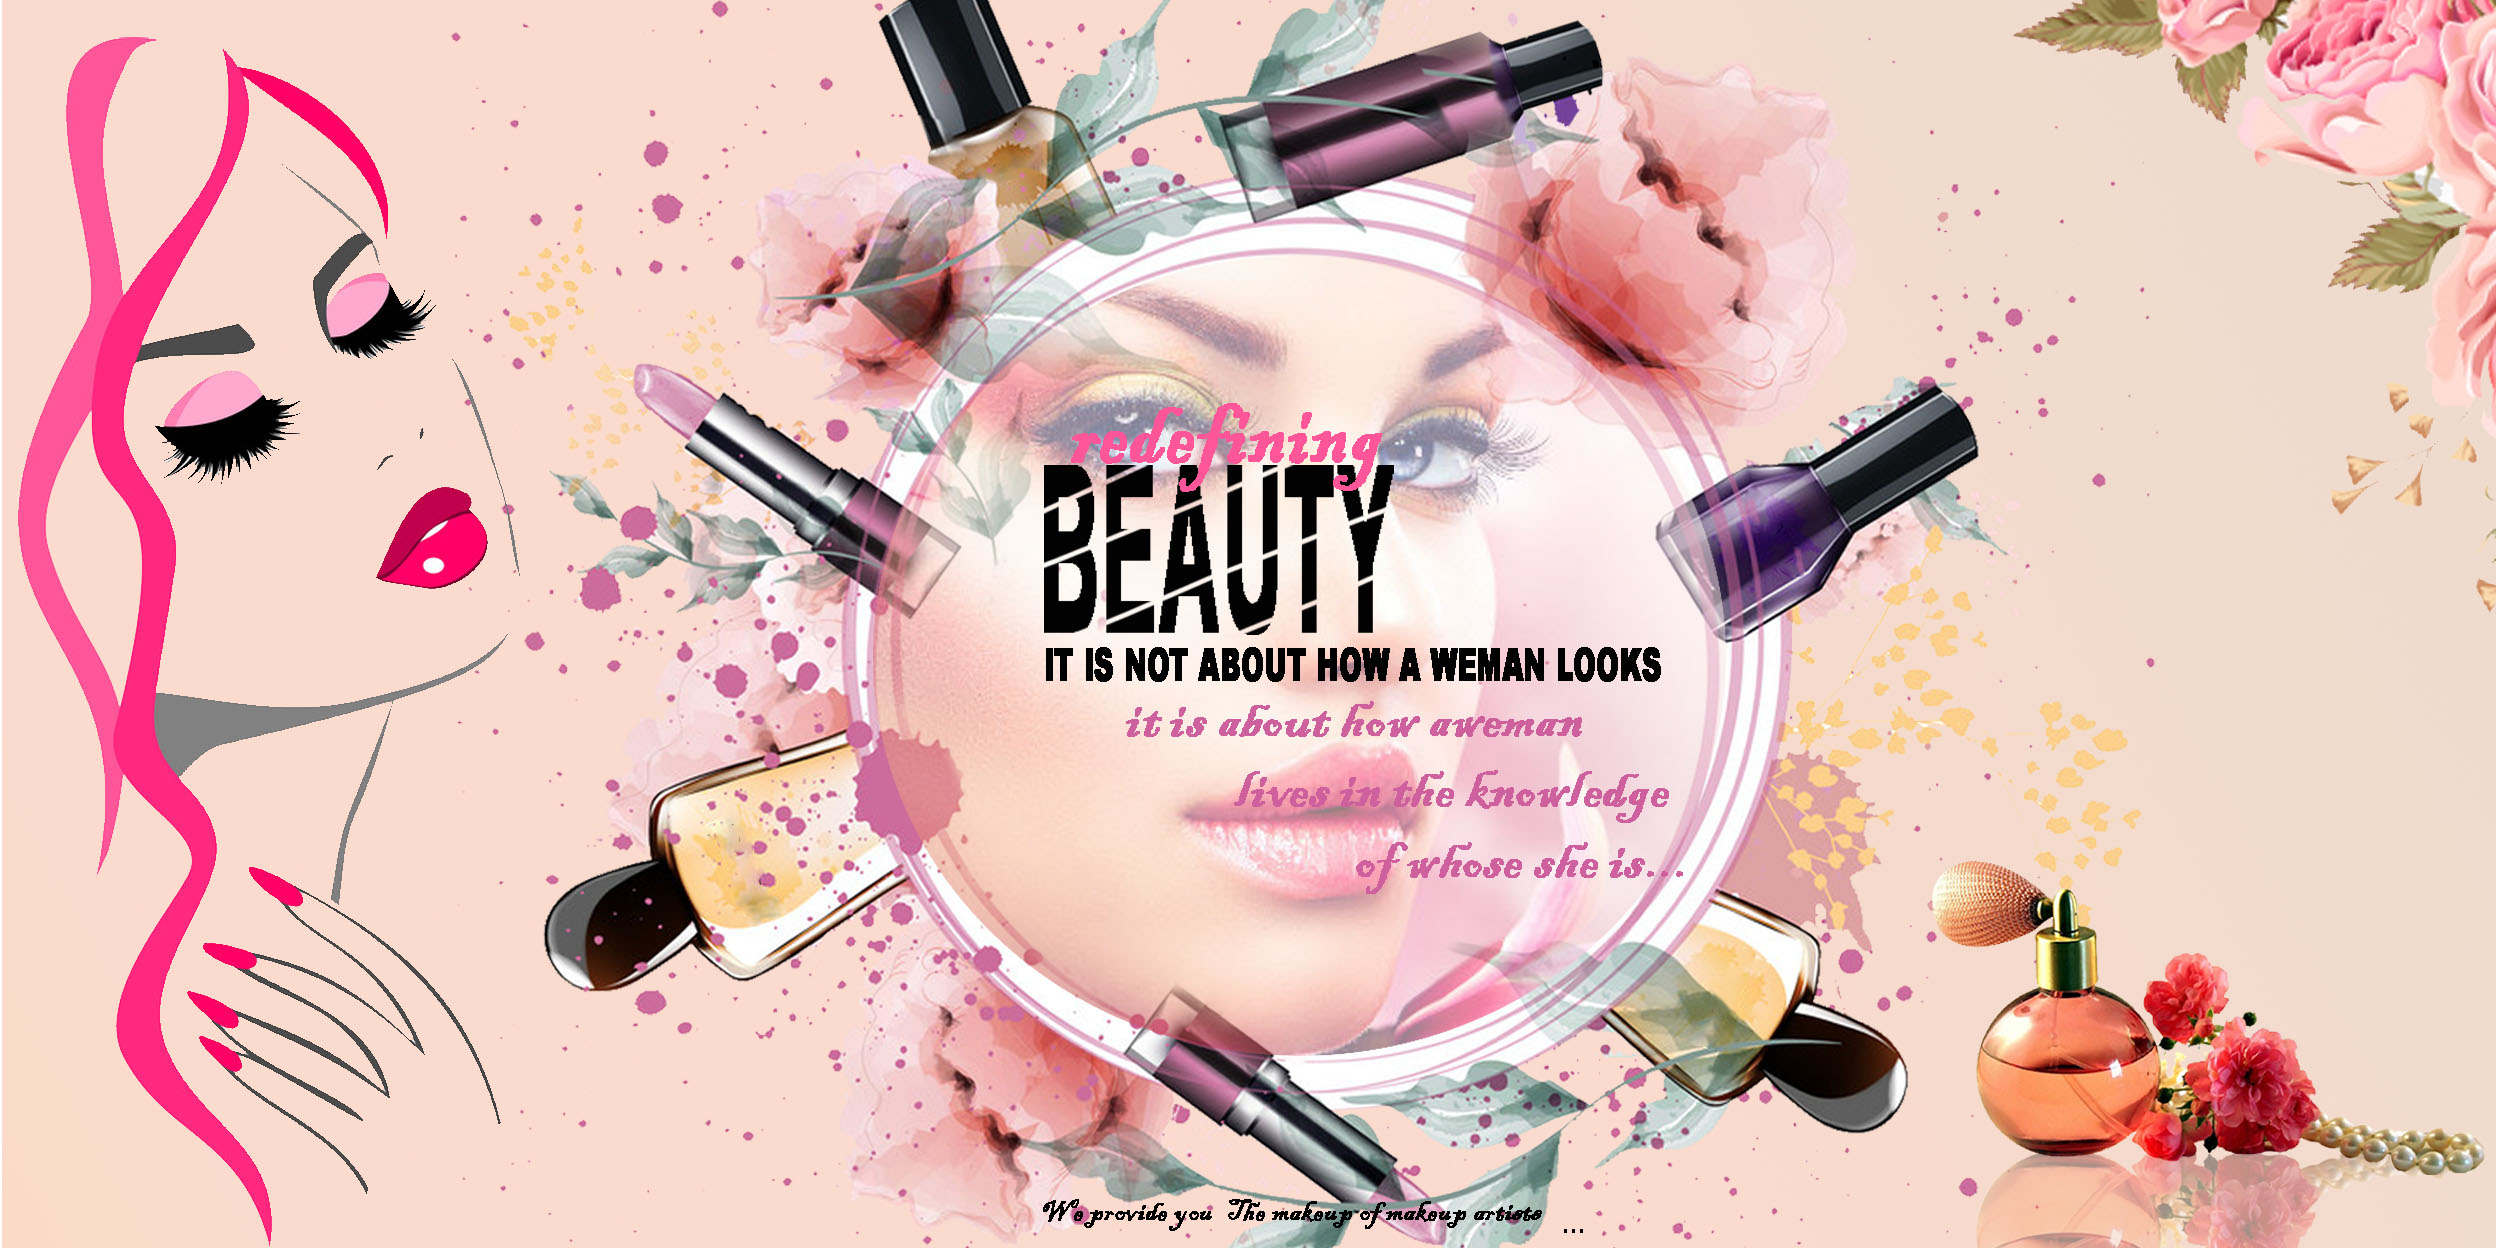 redefining
BEAUTY
IT IS NOT ABOUT HOW A WEMAN LOOKS
it is about how aweman
lives in the knowledge
of whose she is...
We provide you The makeup of makeup artists ...